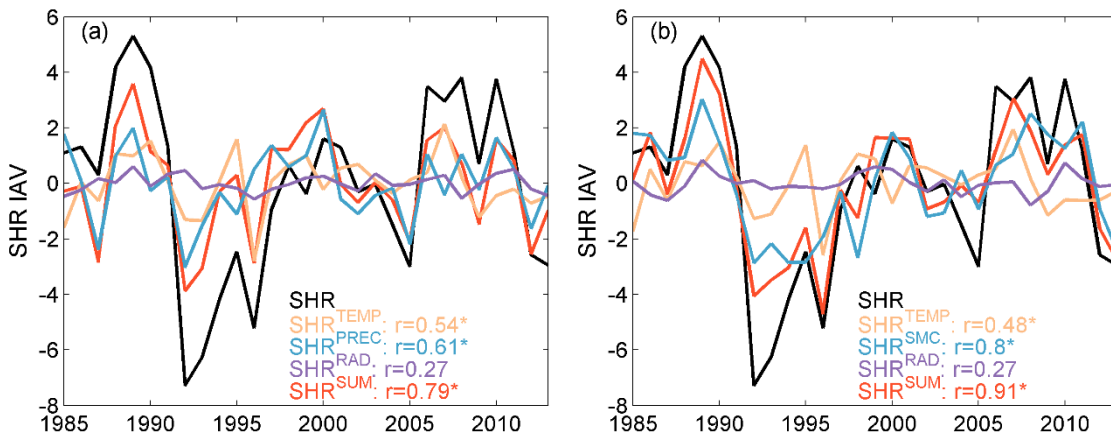 (a)
SHR IAV
6
4
2
0
-2
-4
-6
-8
1985 1990 1995 2000 2005 2010
SHR
SHR^TEMP: r=0.54*
SHR^PREC: r=0.61*
SHR^RAD: r=0.27
SHR^SUM: r=0.79*
(b)
SHR IAV
6
4
2
0
-2
-4
-6
-8
1985 1990 1995 2000 2005 2010
SHR
SHR^TEMP: r=0.48*
SHR^SMC: r=0.8*
SHR^RAD: r=0.27
SHR^SUM: r=0.91*